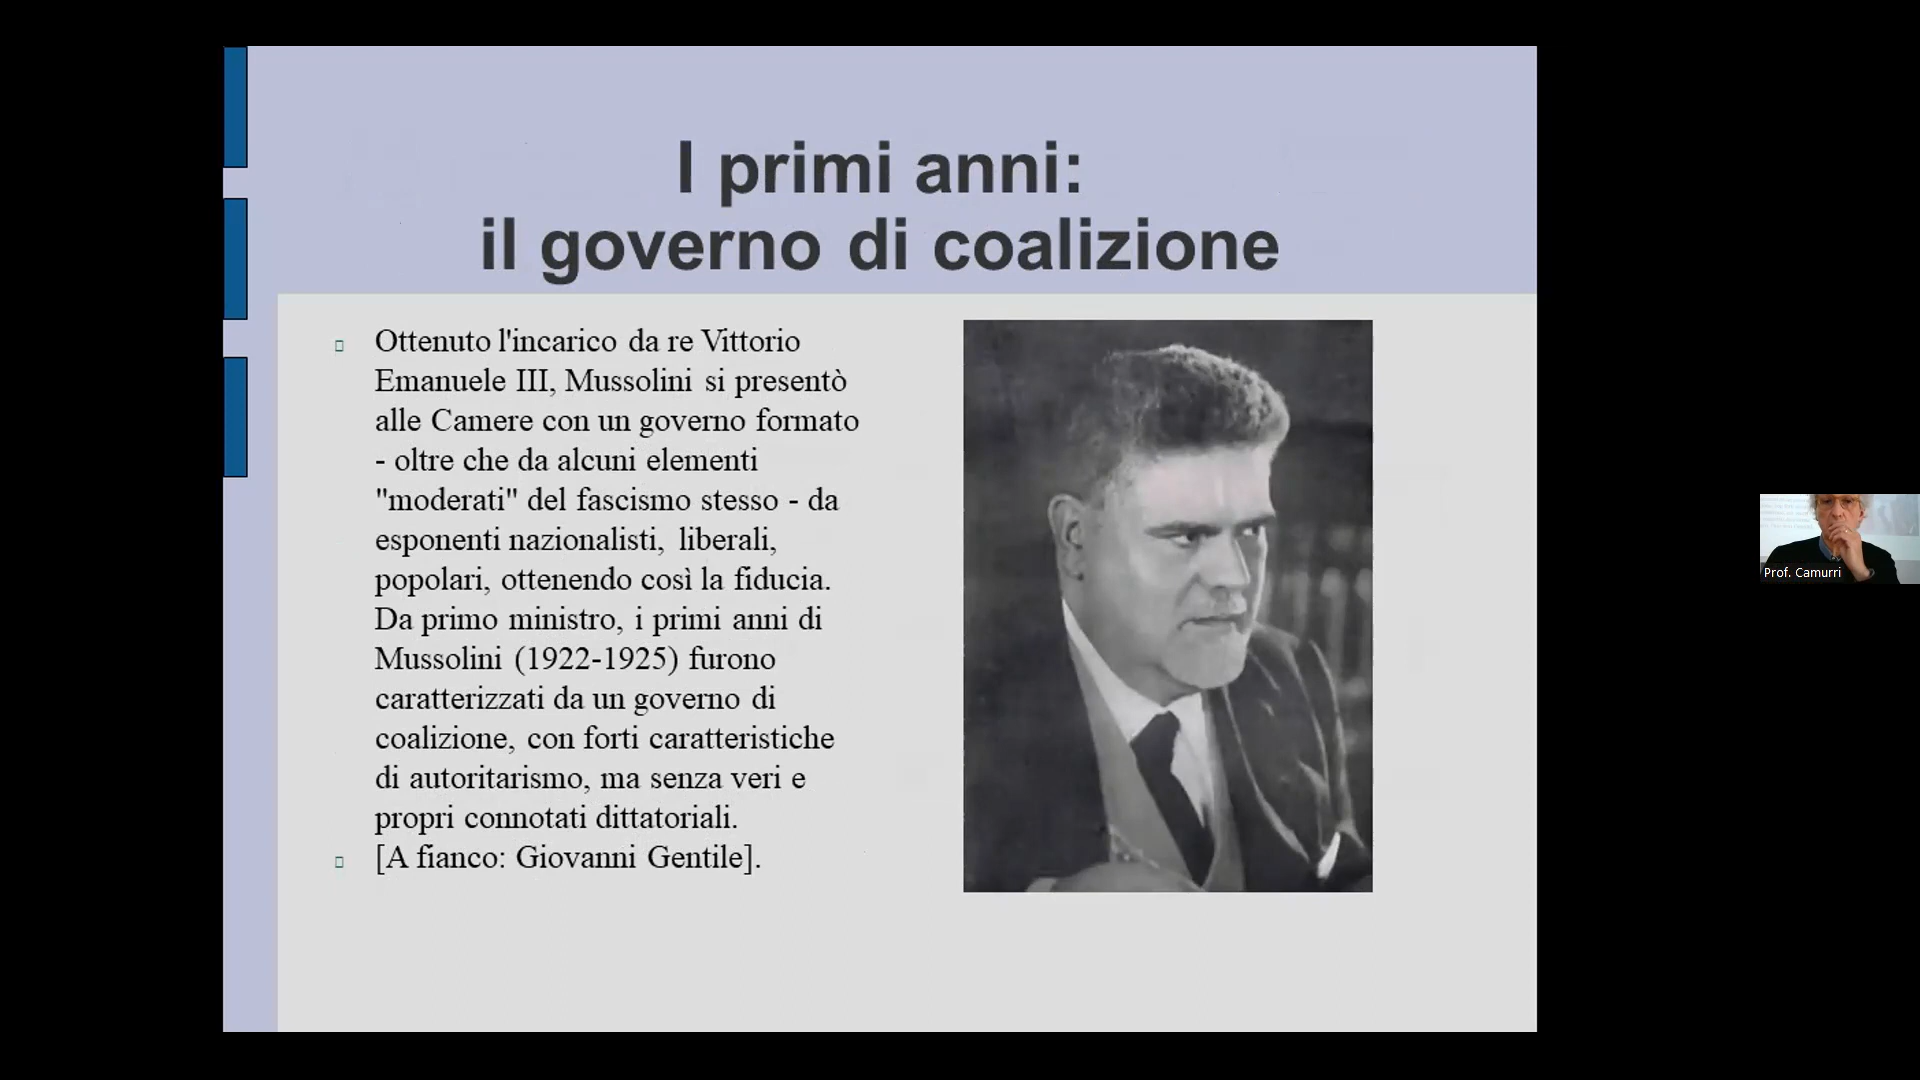 I primi anni:
il governo di coalizione
Ottenuto l'incarico da re Vittorio
Emanuele III, Mussolini si presentò
alle Camere con un governo formato
- oltre che da alcuni elementi
"moderati" del fascismo stesso - da
esponenti nazionalisti, liberali,
popolari, ottenendo così la fiducia.
Da primo ministro, i primi anni di
Mussolini (1922-1925) furono
caratterizzati da un governo di
coalizione, con forti caratteristiche
di autoritarismo, ma senza veri e
propri connotati dittatoriali.
[A fianco: Giovanni Gentile].
Prof. Camurri